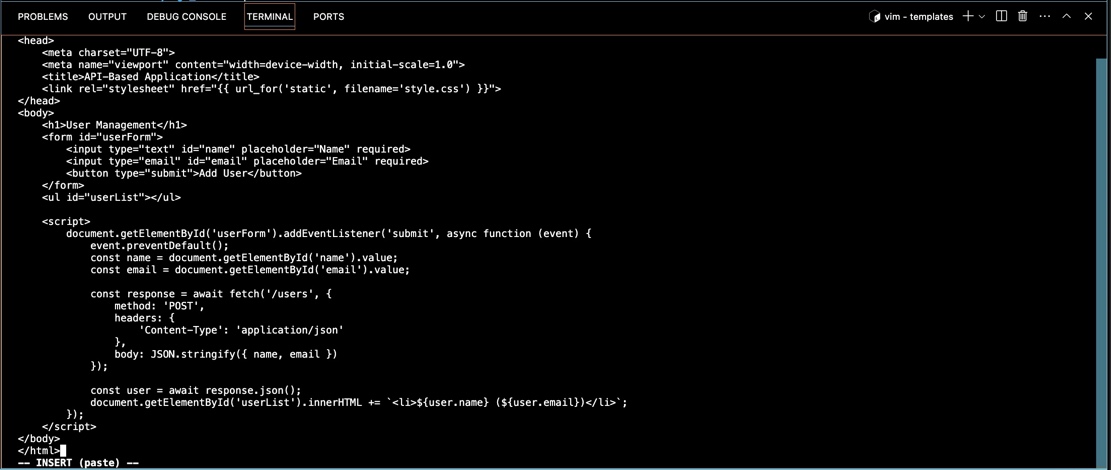 PROBLEMS OUTPUT DEBUG CONSOLE TERMINAL PORTS vim - templates
<head>
    <meta charset="UTF-8">
    <meta name="viewport" content="width=device-width, initial-scale=1.0">
    <title>API-Based Application</title>
    <link rel="stylesheet" href="{{ url_for('static', filename='style.css') }}">
</head>
<body>
    <h1>User Management</h1>
    <form id="userForm">
        <input type="text" id="name" placeholder="Name" required>
        <input type="email" id="email" placeholder="Email" required>
        <button type="submit">Add User</button>
    </form>
    <ul id="userList"></ul>

    <script>
        document.getElementById('userForm').addEventListener('submit', async function (event) {
            event.preventDefault();
            const name = document.getElementById('name').value;
            const email = document.getElementById('email').value;

            const response = await fetch('/users', {
                method: 'POST',
                headers: {
                    'Content-Type': 'application/json'
                },
                body: JSON.stringify({ name, email })
            });

            const user = await response.json();
            document.getElementById('userList').innerHTML += `<li>${user.name} (${user.email})</li>`;
        });
    </script>
</body>
</html>
-- INSERT (paste) --